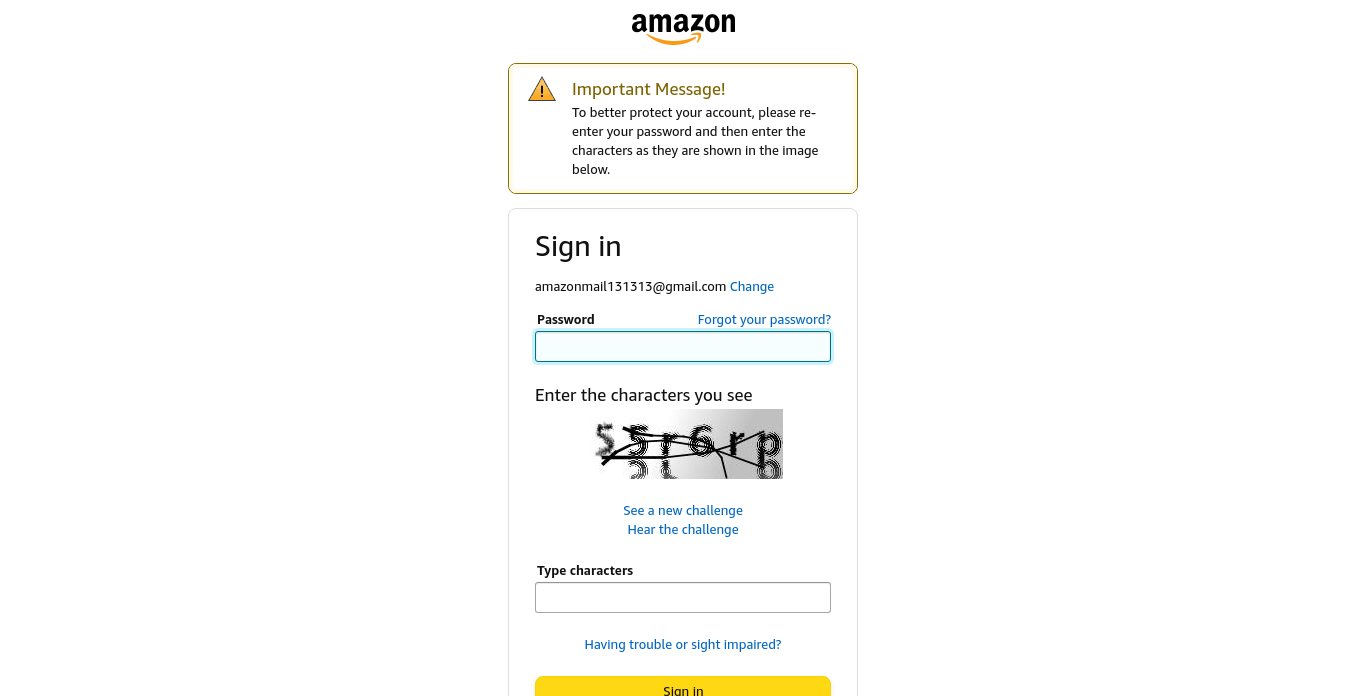 amazon
Important Message!
To better protect your account, please re-
enter your password and then enter the
characters as they are shown in the image
below.
Sign in
amazonmail131313@gmail.com Change
Password Forgot your password?
Enter the characters you see
See a new challenge
Hear the challenge
Type characters
Having trouble or sight impaired?
Sign in